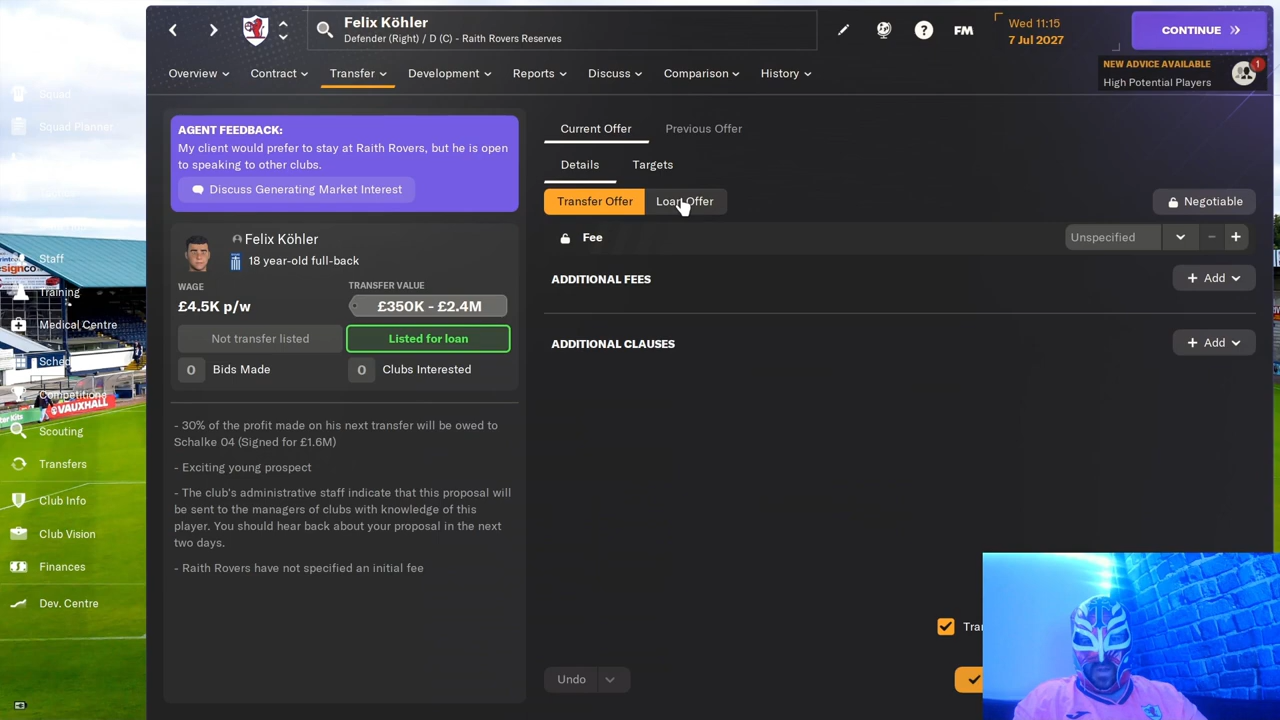 Felix Köhler
Defender (Right) / D (C) - Raith Rovers Reserves
FM
Wed 11:15
7 Jul 2027
CONTINUE
Overview
Contract
Transfer
Development
Reports
Discuss
Comparison
History
NEW ADVICE AVAILABLE
High Potential Players
1
Squad
Squad Planner
Staff
Training
Medical Centre
Sched
Competitions
VAUXHALL
Scouting
Transfers
Club Info
Club Vision
Finances
Dev. Centre
AGENT FEEDBACK:
My client would prefer to stay at Raith Rovers, but he is open
to speaking to other clubs.
Discuss Generating Market Interest
Felix Köhler
18 year-old full-back
WAGE
£4.5K p/w
TRANSFER VALUE
£350K - £2.4M
Not transfer listed
Listed for loan
0 Bids Made
0 Clubs Interested
- 30% of the profit made on his next transfer will be owed to
Schalke 04 (Signed for £1.6M)
- Exciting young prospect
- The club's administrative staff indicate that this proposal will
be sent to the managers of clubs with knowledge of this
player. You should hear back about your proposal in the next
two days.
- Raith Rovers have not specified an initial fee
Current Offer
Previous Offer
Details
Targets
Transfer Offer
Loan Offer
Negotiable
Fee
Unspecified
ADDITIONAL FEES
Add
ADDITIONAL CLAUSES
Add
Undo